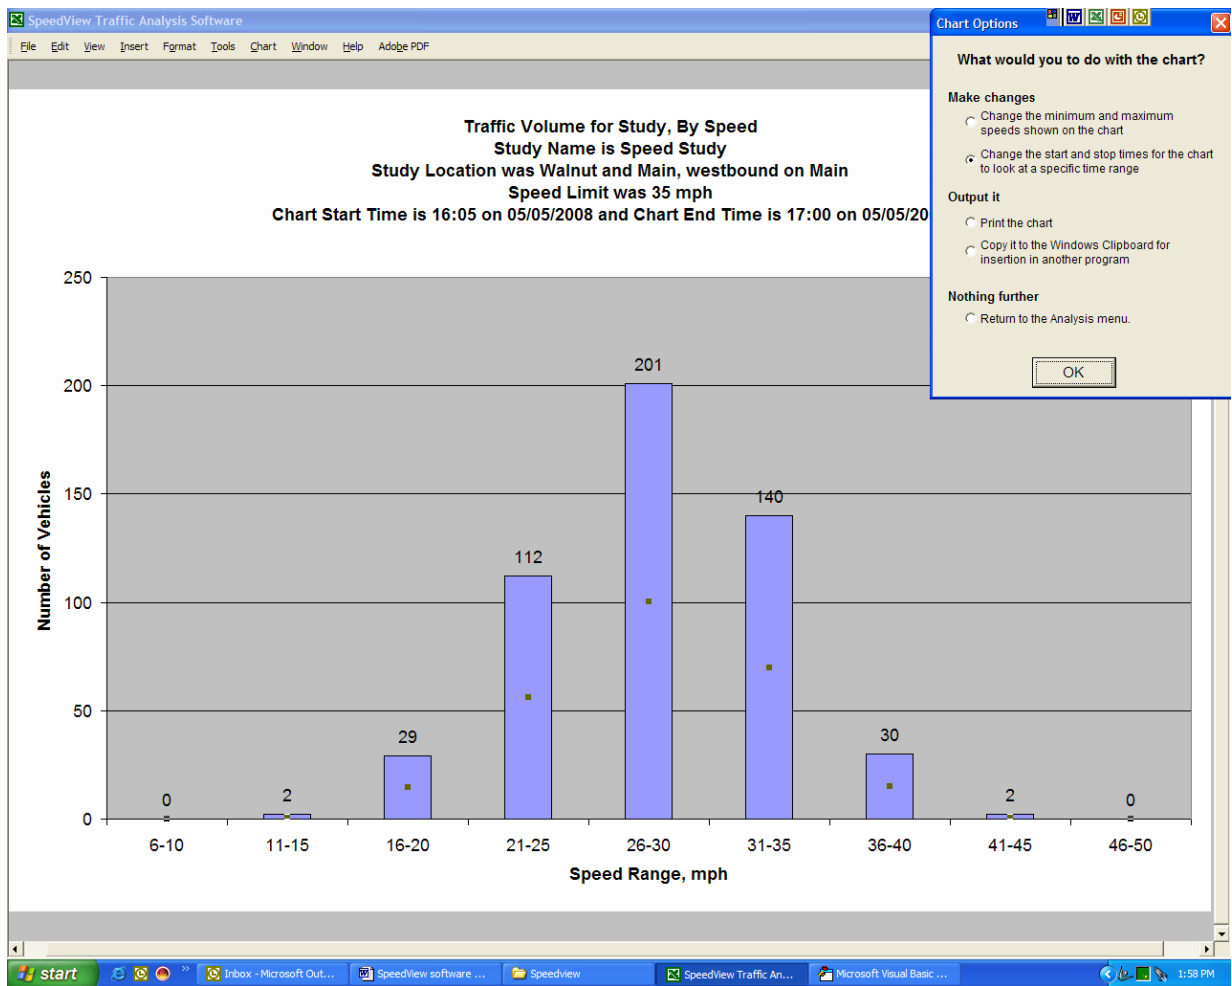 SpeedView Traffic Analysis Software
File Edit View Insert Format Tools Chart Window Help Adobe PDF
Traffic Volume for Study, By Speed
Study Name is Speed Study
Study Location was Walnut and Main, westbound on Main
Speed Limit was 35 mph
Chart Start Time is 16:05 on 05/05/2008 and Chart End Time is 17:00 on 05/05/20
Chart Options
What would you to do with the chart?
Make changes
Change the minimum and maximum
speeds shown on the chart
Change the start and stop times for the chart
to look at a specific time range
Output it
Print the chart
Copy it to the Windows Clipboard for
insertion in another program
Nothing further
Return to the Analysis menu.
OK
Number of Vehicles
250
200
150
100
50
0
0
2
29
112
201
140
30
2
0
6-10 11-15 16-20 21-25 26-30 31-35 36-40 41-45 46-50
Speed Range, mph
start Inbox - Microsoft Out... SpeedView software ... Speedview SpeedView Traffic An... Microsoft Visual Basic ... 1:58 PM